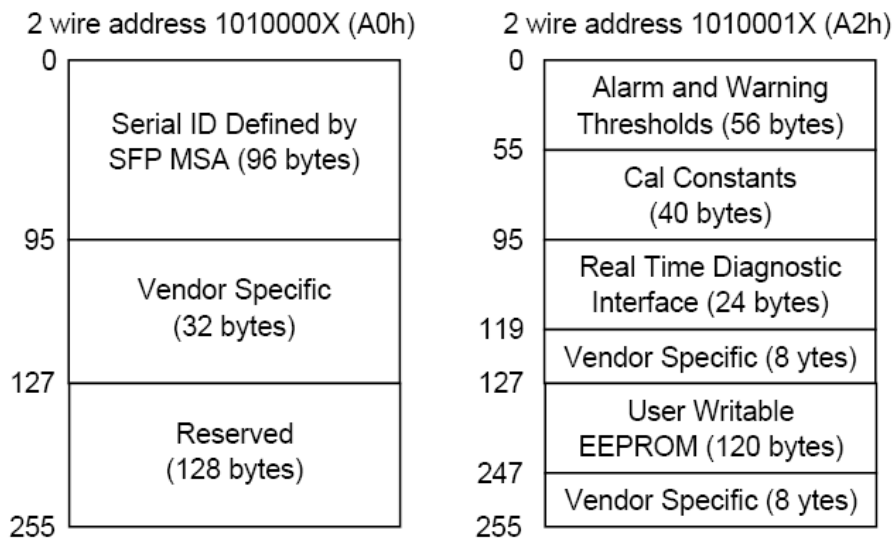 2 wire address 1010000X (A0h)
0
Serial ID Defined by
SFP MSA (96 bytes)
95
Vendor Specific
(32 bytes)
127
Reserved
(128 bytes)
255
2 wire address 1010001X (A2h)
0
Alarm and Warning
Thresholds (56 bytes)
55
Cal Constants
(40 bytes)
95
Real Time Diagnostic
Interface (24 bytes)
119
Vendor Specific (8 ytes)
127
User Writable
EEPROM (120 bytes)
247
Vendor Specific (8 ytes)
255